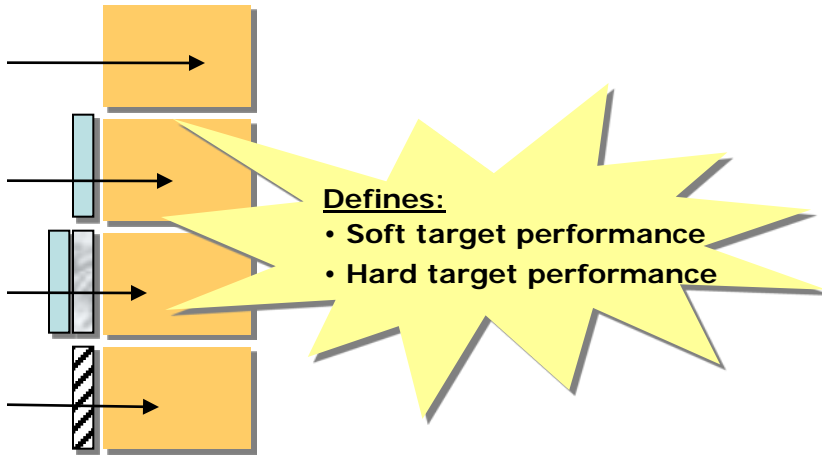 Defines:
• Soft target performance
• Hard target performance